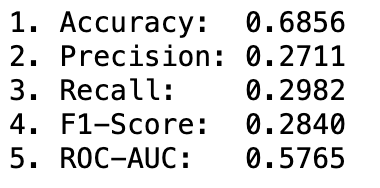 1. Accuracy: 0.6856
2. Precision: 0.2711
3. Recall: 0.2982
4. F1-Score: 0.2840
5. ROC-AUC: 0.5765